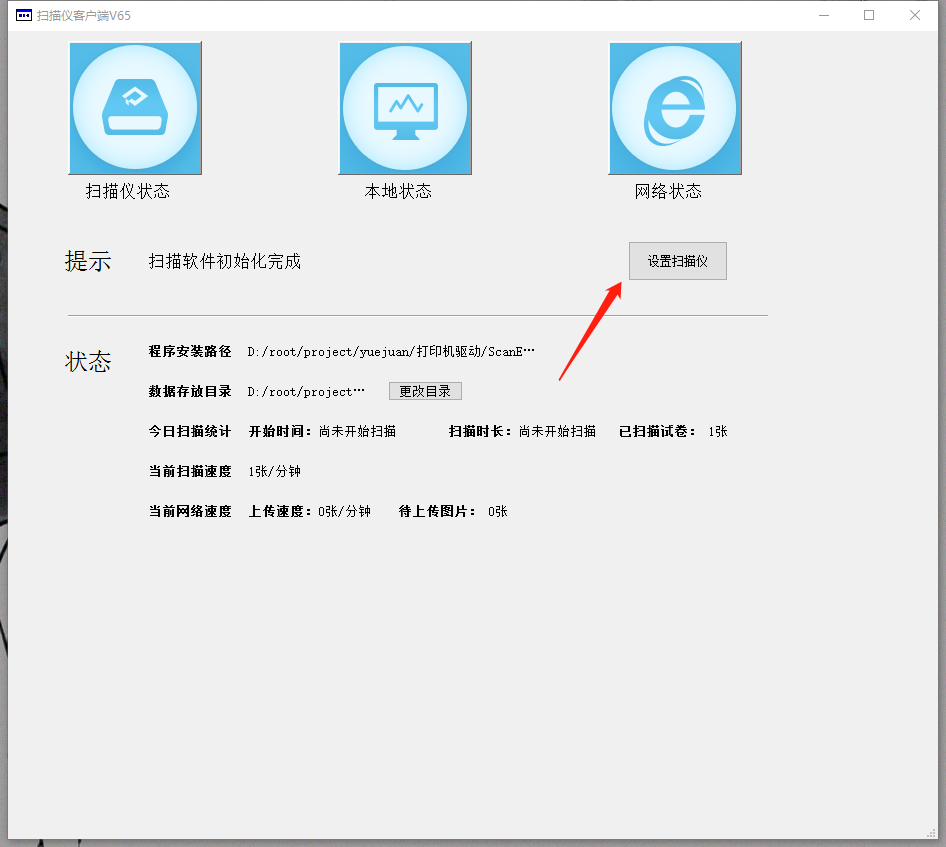 扫描仪客户端V65
扫描仪状态 本地状态 网络状态
提示 扫描软件初始化完成 设置扫描仪
状态 程序安装路径 D:/root/project/yuejuan/打印机驱动/ScanE…
数据存放目录 D:/root/project… 更改目录
今日扫描统计 开始时间：尚未开始扫描 扫描时长：尚未开始扫描 已扫描试卷： 1张
当前扫描速度 1张/分钟
当前网络速度 上传速度：0张/分钟 待上传图片： 0张